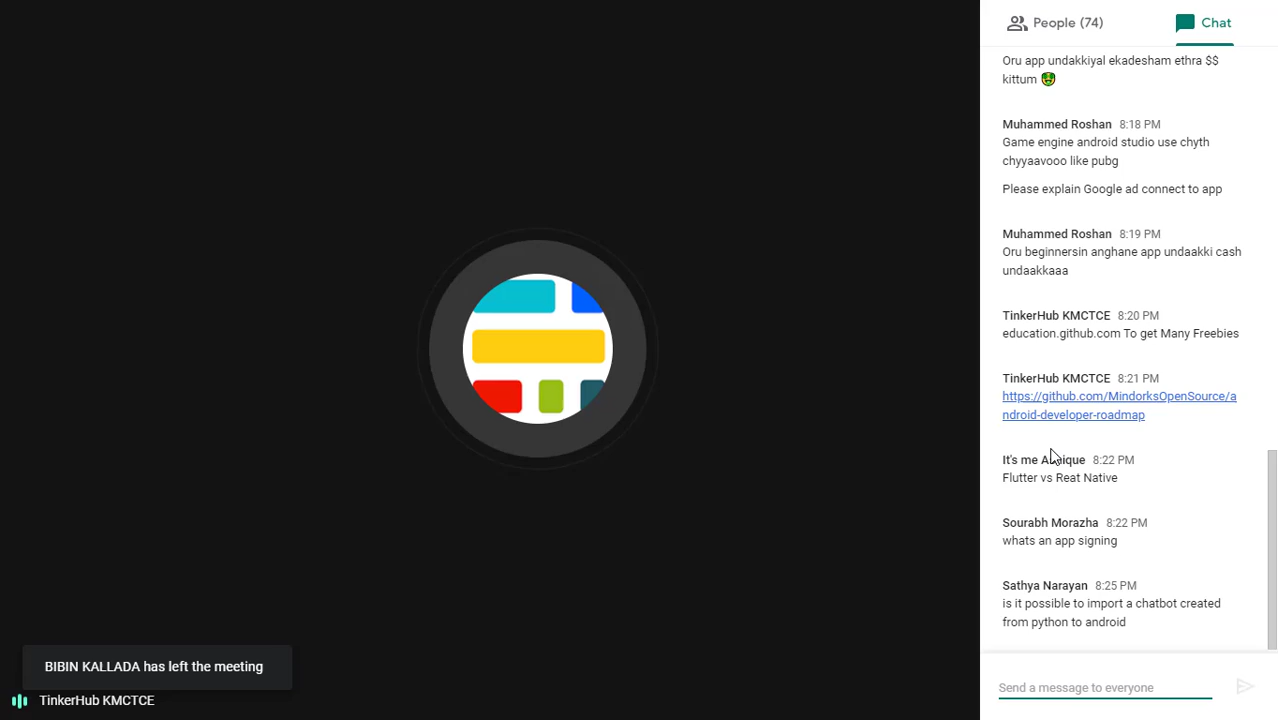 People (74)
Chat
Oru app undakkiyal ekadesham ethra $$
kittum 🤑
Muhammed Roshan 8:18 PM
Game engine android studio use chyth
chyyaavooo like pubg
Please explain Google ad connect to app
Muhammed Roshan 8:19 PM
Oru beginnersin anghane app undaakki cash
undaakkaaa
TinkerHub KMCTCE 8:20 PM
education.github.com To get Many Freebies
TinkerHub KMCTCE 8:21 PM
https://github.com/MindorksOpenSource/a
ndroid-developer-roadmap
It's me 8:22 PM
Flutter vs Reat Native
Sourabh Morazha 8:22 PM
whats an app signing
Sathya Narayan 8:25 PM
is it possible to import a chatbot created
from python to android
Send a message to everyone
BIBIN KALLADA has left the meeting
TinkerHub KMCTCE